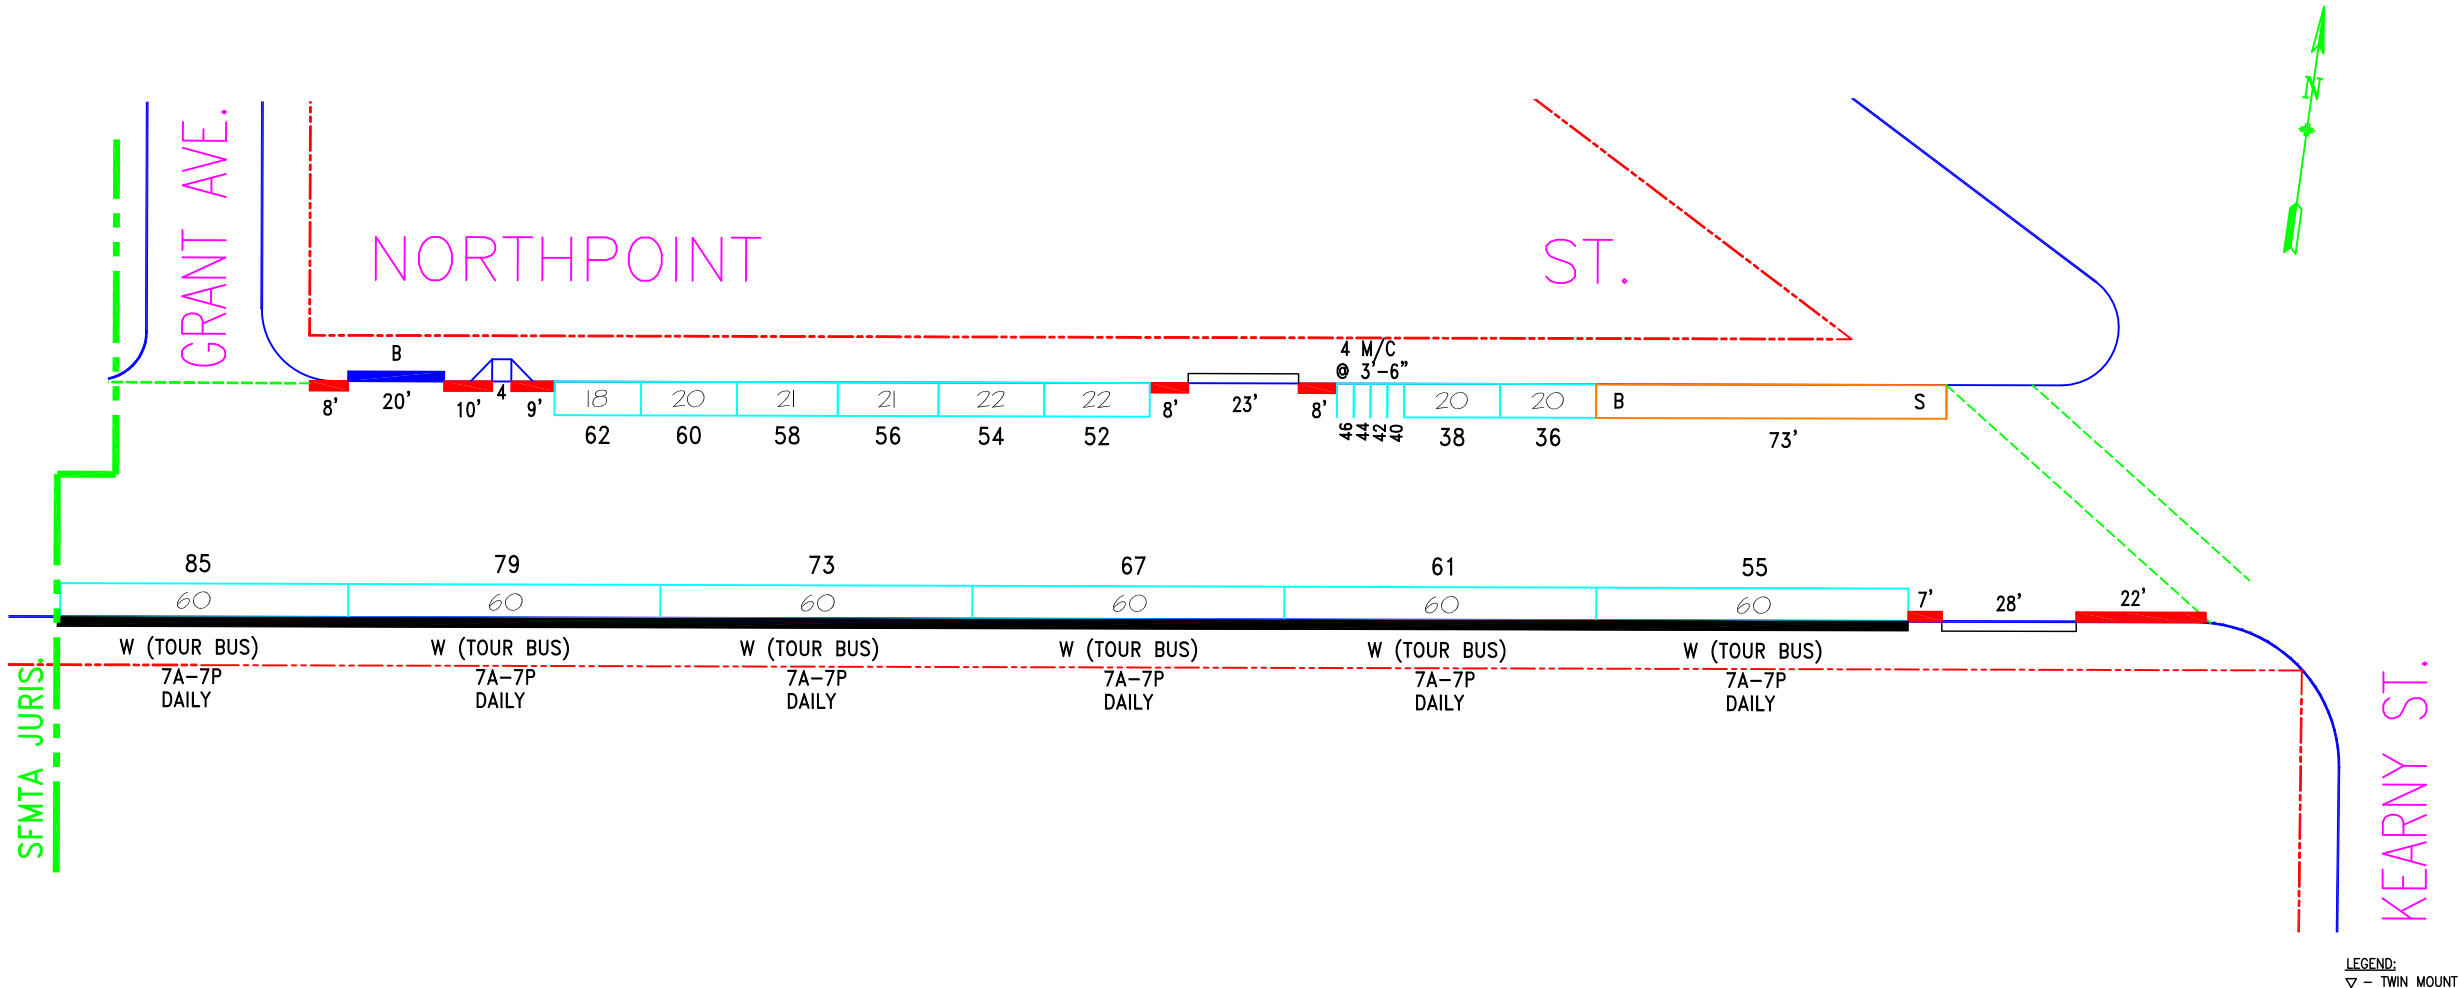 N
GRANT AVE.
NORTHPOINT ST.
4 M/C
@ 3'-6"
B
8' 20' 10' 4 9' 18 20 21 21 22 22 8' 23' 8' 20 20 B S
62 60 58 56 54 52 46 44 42 40 38 36 73'
85 79 73 67 61 55
60 60 60 60 60 60 7' 28' 22'
W (TOUR BUS) W (TOUR BUS) W (TOUR BUS) W (TOUR BUS) W (TOUR BUS) W (TOUR BUS)
7A-7P 7A-7P 7A-7P 7A-7P 7A-7P 7A-7P
DAILY DAILY DAILY DAILY DAILY DAILY
SFMTA JURIS.
KEARNY ST.
LEGEND:
▽ - TWIN MOUNT